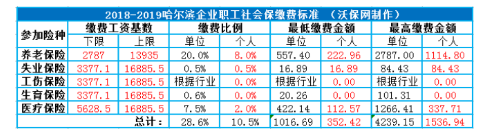 2018-2019哈尔滨企业职工社会保缴费标准（沃保网制作）
参加险种 缴费工资基数 缴费比例 最低缴费金额 最高缴费金额
下限 上限 单位 个人 单位 个人 单位 个人
养老保险 2787 13935 20.0% 8.0% 557.40 222.96 2787.00 1114.80
失业保险 3377.1 16885.5 0.5% 0.5% 16.89 16.89 84.43 84.43
工伤保险 3377.1 16885.5 根据行业 0.0% 根据行业 0.00 根据行业 0.00
生育保险 3377.1 16885.5 0.6% 0.0% 20.26 0.00 101.31 0.00
医疗保险 5628.5 16885.5 7.5% 2.0% 422.14 112.57 1266.41 337.71
总计： 28.6% 10.5% 1016.69 352.42 4239.15 1536.94